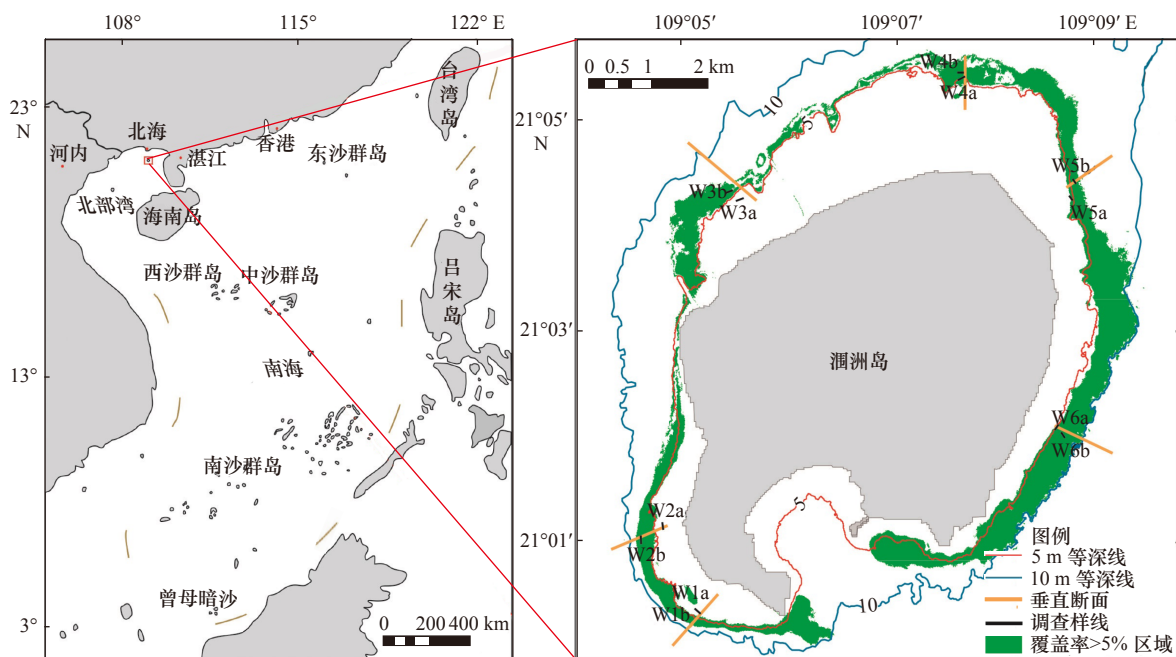 108°
115°
122° E
23°
N
13°
3°
台湾岛
北海
湛江
香港
东沙群岛
河内
北部湾
海南岛
西沙群岛
中沙群岛
吕宋岛
南海
南沙群岛
曾母暗沙
0 200 400 km
109°05′
109°07′
109°09′ E
0 0.5 1 2 km
10
5
W4b
W4a
21°05′
N
W3b
W3a
W5b
W5a
21°03′
涠洲岛
W6a
W6b
5
W2a
W2b
21°01′
W1a
W1b
10
图例
5 m 等深线
10 m 等深线
垂直断面
调查样线
覆盖率>5% 区域